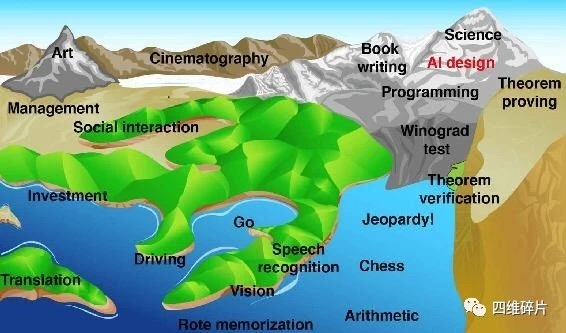 Science
Art
Book
writing
Cinematography
AI design
Theorem
proving
Programming
Management
Social interaction
Winograd
test
Theorem
verification
Investment
Go
Jeopardy!
Driving
Speech
recognition
Chess
Translation
Vision
Arithmetic
Rote memorization
四维碎片